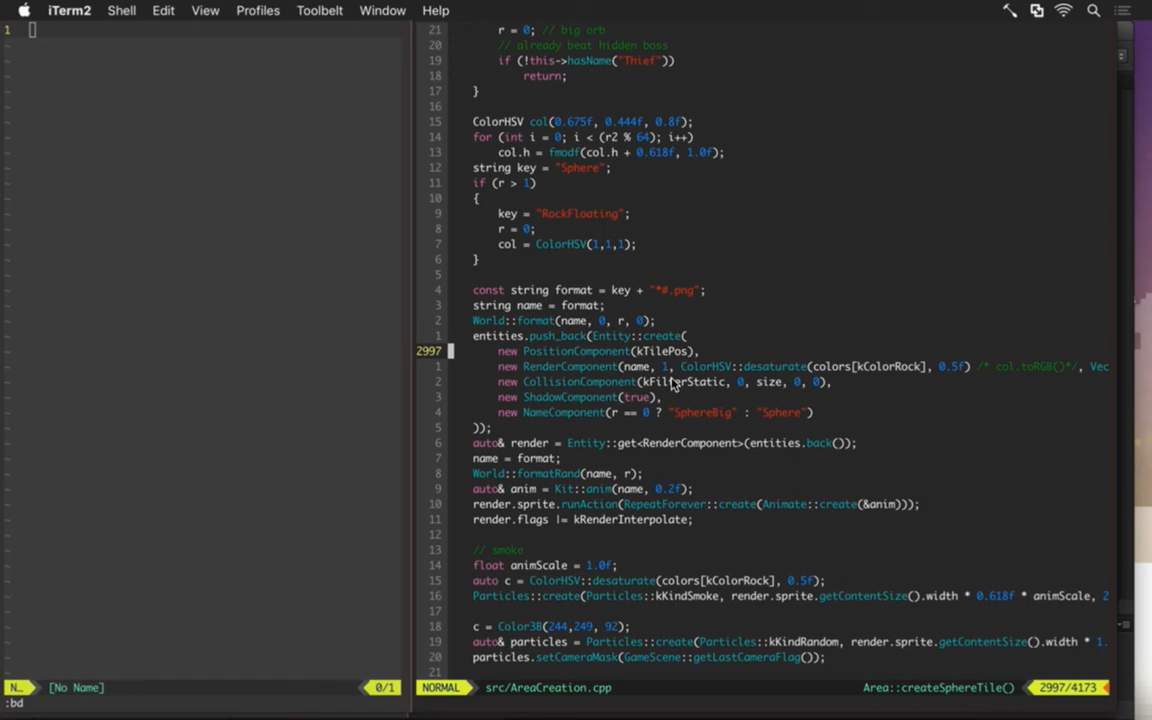 iTerm2 Shell Edit View Profiles Toolbelt Window Help
1
21 r = 0; // big orb
20 // already beat hidden boss
19 if (!this->hasName("Thief"))
18 return;
17 }
16
15 ColorHSV col(0.675f, 0.444f, 0.8f);
14 for (int i = 0; i < (r2 % 64); i++)
13 col.h = fmodf(col.h + 0.618f, 1.0f);
12 string key = "Sphere";
11 if (r > 1)
10 {
9 key = "RockFloating";
8 r = 0;
7 col = ColorHSV(1,1,1);
6 }
5
4 const string format = key + "*#.png";
3 string name = format;
2 World::format(name, 0, r, 0);
1 entities.push_back(Entity::create(
2997 new PositionComponent(kTilePos),
1 new RenderComponent(name, 1, ColorHSV::desaturate(colors[kColorRock], 0.5f) /* col.toRGB()*/, Vec
2 new CollisionComponent(kFilterStatic, 0, size, 0, 0),
3 new ShadowComponent(true),
4 new NameComponent(r == 0 ? "SphereBig" : "Sphere")
5 ));
6 auto& render = Entity::get<RenderComponent>(entities.back());
7 name = format;
8 World::formatRand(name, r);
9 auto& anim = Kit::anim(name, 0.2f);
10 render.sprite.runAction(RepeatForever::create(Animate::create(&anim)));
11 render.flags |= kRenderInterpolate;
12
13 // smoke
14 float animScale = 1.0f;
15 auto c = ColorHSV::desaturate(colors[kColorRock], 0.5f);
16 Particles::create(Particles::kKindSmoke, render.sprite.getContentSize().width * 0.618f * animScale, 2
17
18 c = Color3B(244,249, 92);
19 auto& particles = Particles::create(Particles::kKindRandom, render.sprite.getContentSize().width * 1.
20 particles.setCameraMask(GameScene::getLastCameraFlag());
21
N… [No Name] 0/1
NORMAL src/AreaCreation.cpp Area::createSphereTile() 2997/4173
:bd